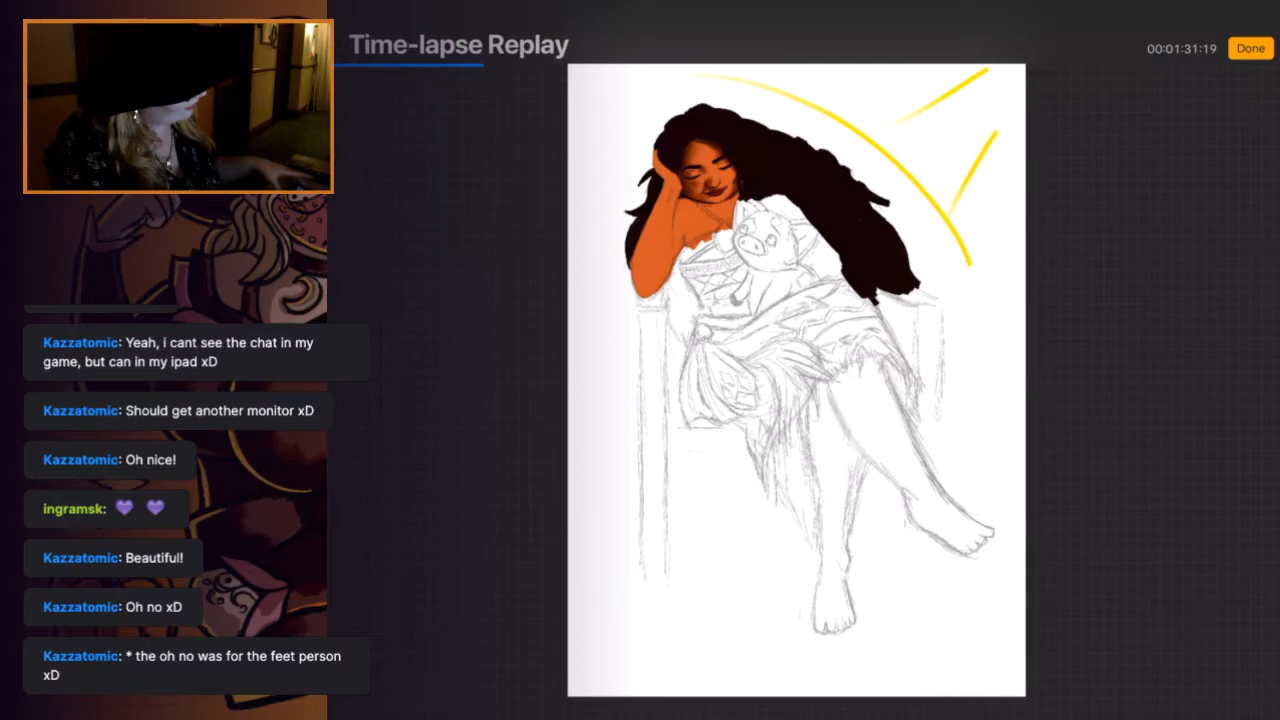 Time-lapse Replay
00:01:31:19
Done
Kazzatomic: Yeah, i cant see the chat in my
game, but can in my ipad xD
Kazzatomic: Should get another monitor xD
Kazzatomic: Oh nice!
ingramsk: 💜 💜
Kazzatomic: Beautiful!
Kazzatomic: Oh no xD
Kazzatomic: * the oh no was for the feet person
xD